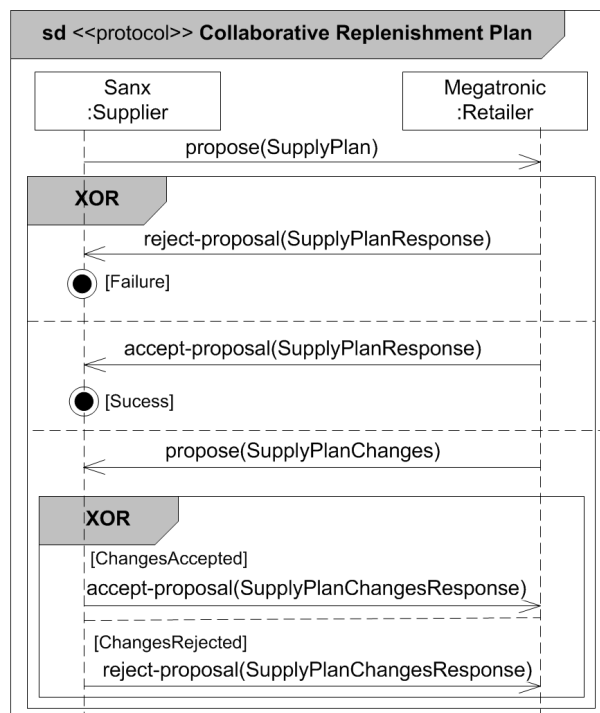 sd <<protocol>> Collaborative Replenishment Plan
Sanx
:Supplier
Megatronic
:Retailer
propose(SupplyPlan)
XOR
reject-proposal(SupplyPlanResponse)
[Failure]
accept-proposal(SupplyPlanResponse)
[Sucess]
propose(SupplyPlanChanges)
XOR
[ChangesAccepted]
accept-proposal(SupplyPlanChangesResponse)
[ChangesRejected]
reject-proposal(SupplyPlanChangesResponse)